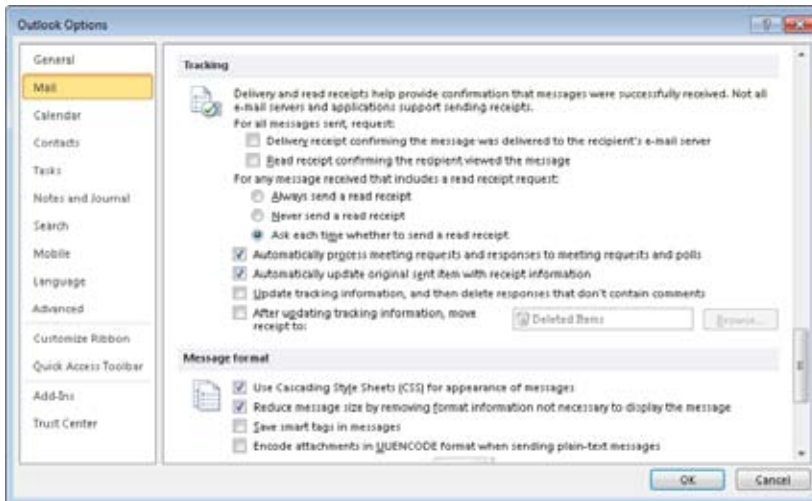 Outlook Options
General
Mail
Calendar
Contacts
Tasks
Notes and Journal
Search
Mobile
Language
Advanced
Customize Ribbon
Quick Access Toolbar
Add-Ins
Trust Center
Tracking
Delivery and read receipts help provide confirmation that messages were successfully received. Not all
e-mail servers and applications support sending receipts.
For all messages sent, request:
Delivery receipt confirming the message was delivered to the recipient's e-mail server
Read receipt confirming the recipient viewed the message
For any message received that includes a read receipt request:
Always send a read receipt
Never send a read receipt
Ask each time whether to send a read receipt
Automatically process meeting requests and responses to meeting requests and polls
Automatically update original sent item with receipt information
Update tracking information, and then delete responses that don't contain comments
After updating tracking information, move
receipt to:
Deleted Items
Browse...
Message format
Use Cascading Style Sheets (CSS) for appearance of messages
Reduce message size by removing format information not necessary to display the message
Save smart tags in messages
Encode attachments in UUENCODE format when sending plain-text messages
OK
Cancel